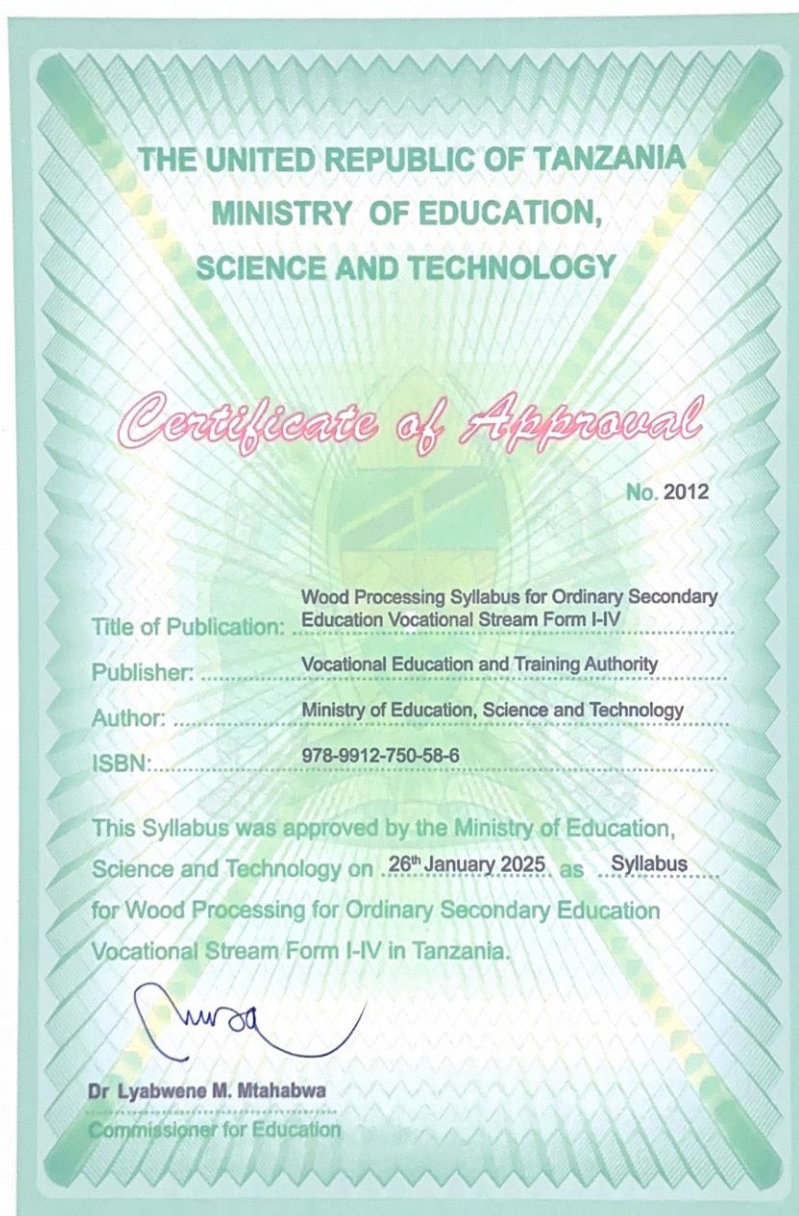 THE UNITED REPUBLIC OF TANZANIA
MINISTRY OF EDUCATION,
SCIENCE AND TECHNOLOGY
Certificate of Approval
No. 2012
Title of Publication: Wood Processing Syllabus for Ordinary Secondary
Education Vocational Stream Form I-IV
Publisher: Vocational Education and Training Authority
Author: Ministry of Education, Science and Technology
ISBN: 978-9912-750-58-6
This Syllabus was approved by the Ministry of Education,
Science and Technology on 26th January 2025 as Syllabus
for Wood Processing for Ordinary Secondary Education
Vocational Stream Form I-IV in Tanzania.
Dr Lyabwene M. Mtahabwa
Commissioner for Education